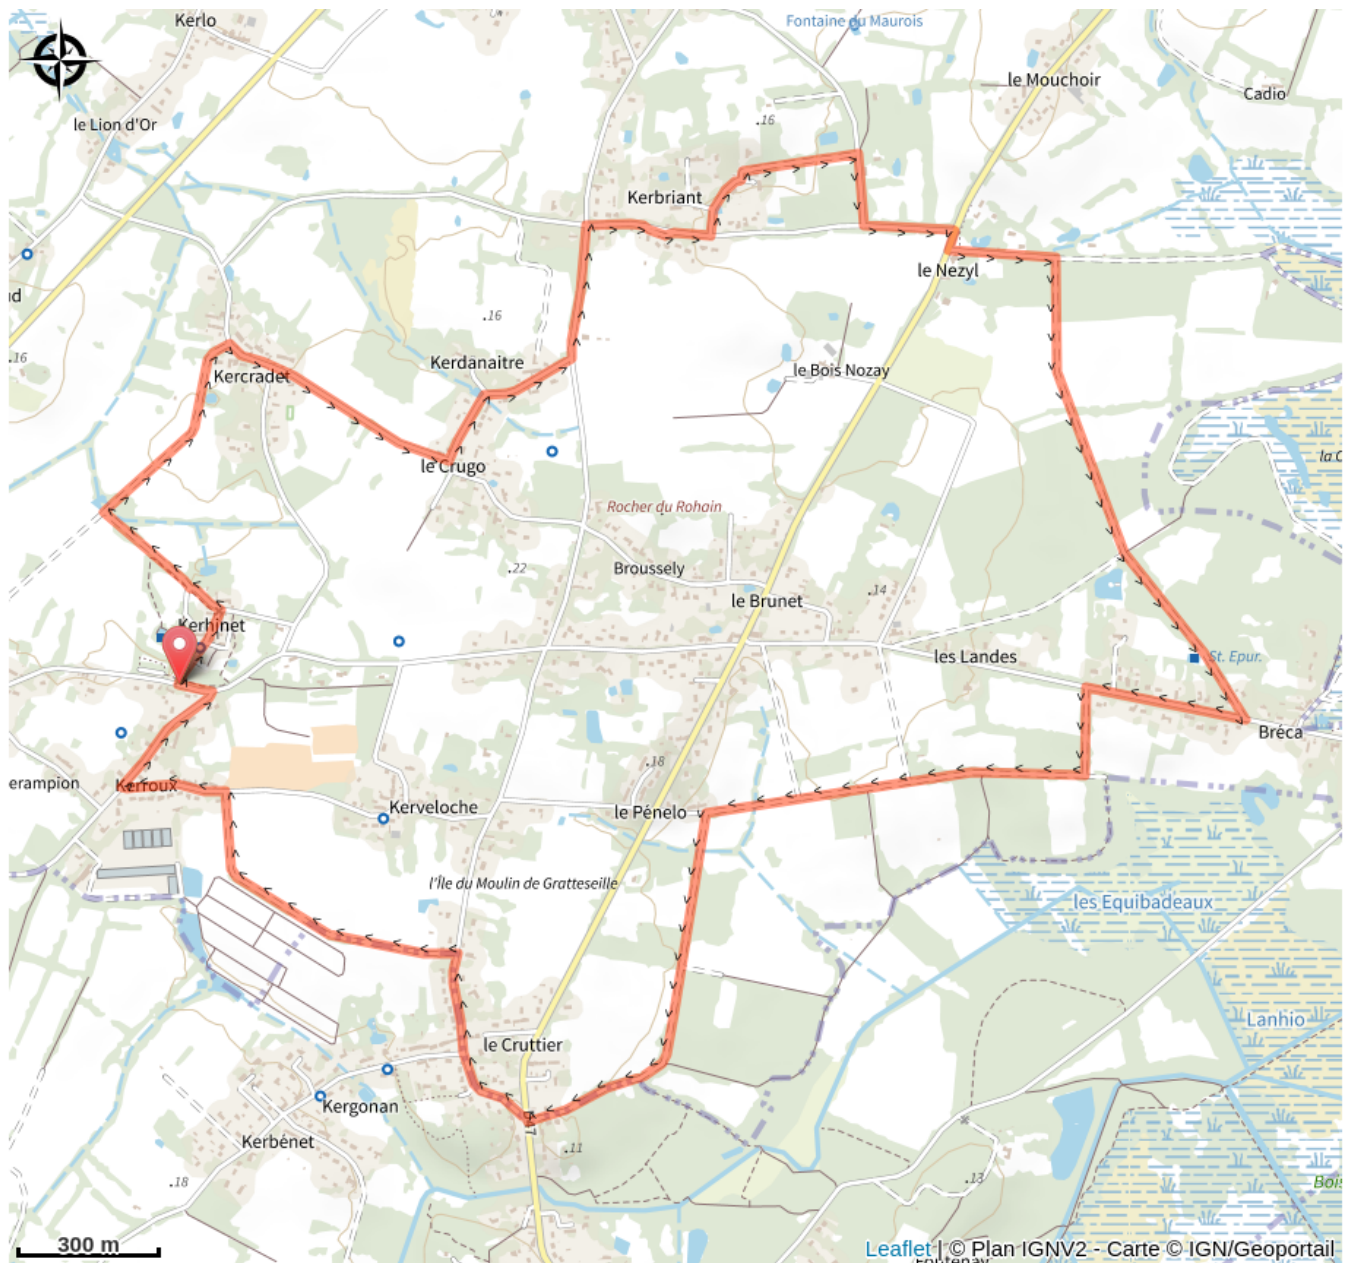 Kerlo
Fontaine du Maurois
le Mouchoir
Cadio
le Lion d'Or
.16
Kerbriant
le Nezyl
.16
.16
Kerdanaitre
Kercradet
le Bois Nozay
le Crugo
Rocher du Rohain
.22
Broussely
le Brunet
.14
Kerhinet
les Landes
St. Epur.
Bréca
.18
erampion
Kerroux
Kerveloche
le Pénelo
l'Île du Moulin de Gratteseille
les Equibadeaux
Lanhio
le Cruttier
Kergonan
Kerbénet
.11
.13
.18
Bois
300 m
Leaflet | © Plan IGNV2 - Carte © IGN/Geoportail